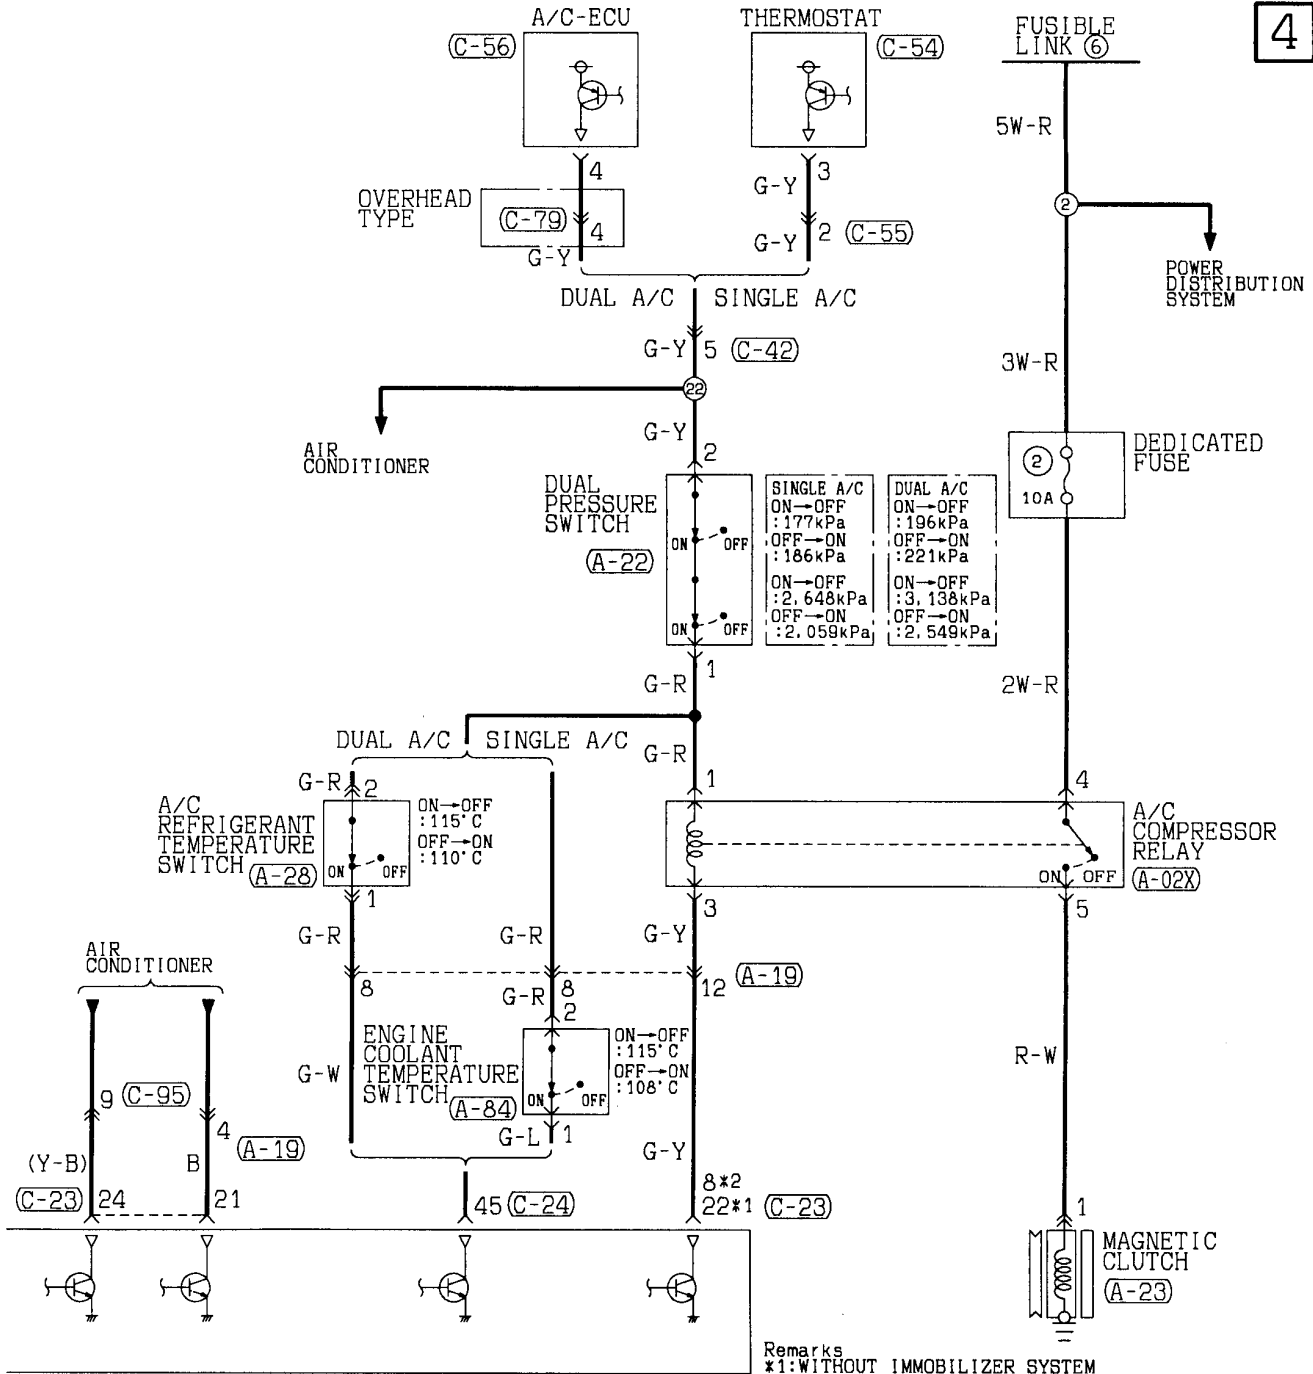 4
A/C-ECU
THERMOSTAT
FUSIBLE
LINK ⑥
C-56
C-54
5W-R
4
3
G-Y
OVERHEAD
TYPE
C-79
4
G-Y
G-Y
2
C-55
2
POWER
DISTRIBUTION
SYSTEM
DUAL A/C
SINGLE A/C
G-Y
5
C-42
3W-R
22
AIR
CONDITIONER
G-Y
2
DEDICATED
FUSE
②
10A
DUAL
PRESSURE
SWITCH
A-22
ON
OFF
ON
OFF
SINGLE A/C
ON→OFF
:177kPa
OFF→ON
:186kPa
ON→OFF
:2,648kPa
OFF→ON
:2,059kPa
DUAL A/C
ON→OFF
:196kPa
OFF→ON
:221kPa
ON→OFF
:3,138kPa
OFF→ON
:2,549kPa
1
G-R
2W-R
DUAL A/C
SINGLE A/C
G-R
1
4
G-R
2
A/C
REFRIGERANT
TEMPERATURE
SWITCH
A-28
ON
OFF
ON→OFF
:115°C
OFF→ON
:110°C
A/C
COMPRESSOR
RELAY
A-02X
ON
OFF
1
3
5
G-R
G-R
G-Y
AIR
CONDITIONER
8
8
12
A-19
G-R
2
ENGINE
COOLANT
TEMPERATURE
SWITCH
A-84
ON
OFF
ON→OFF
:115°C
OFF→ON
:108°C
G-W
R-W
9
C-95
4
A-19
G-L
1
G-Y
(Y-B)
B
C-23
24
21
45
C-24
8*2
22*1
C-23
1
MAGNETIC
CLUTCH
A-23
Remarks
*1:WITHOUT IMMOBILIZER SYSTEM